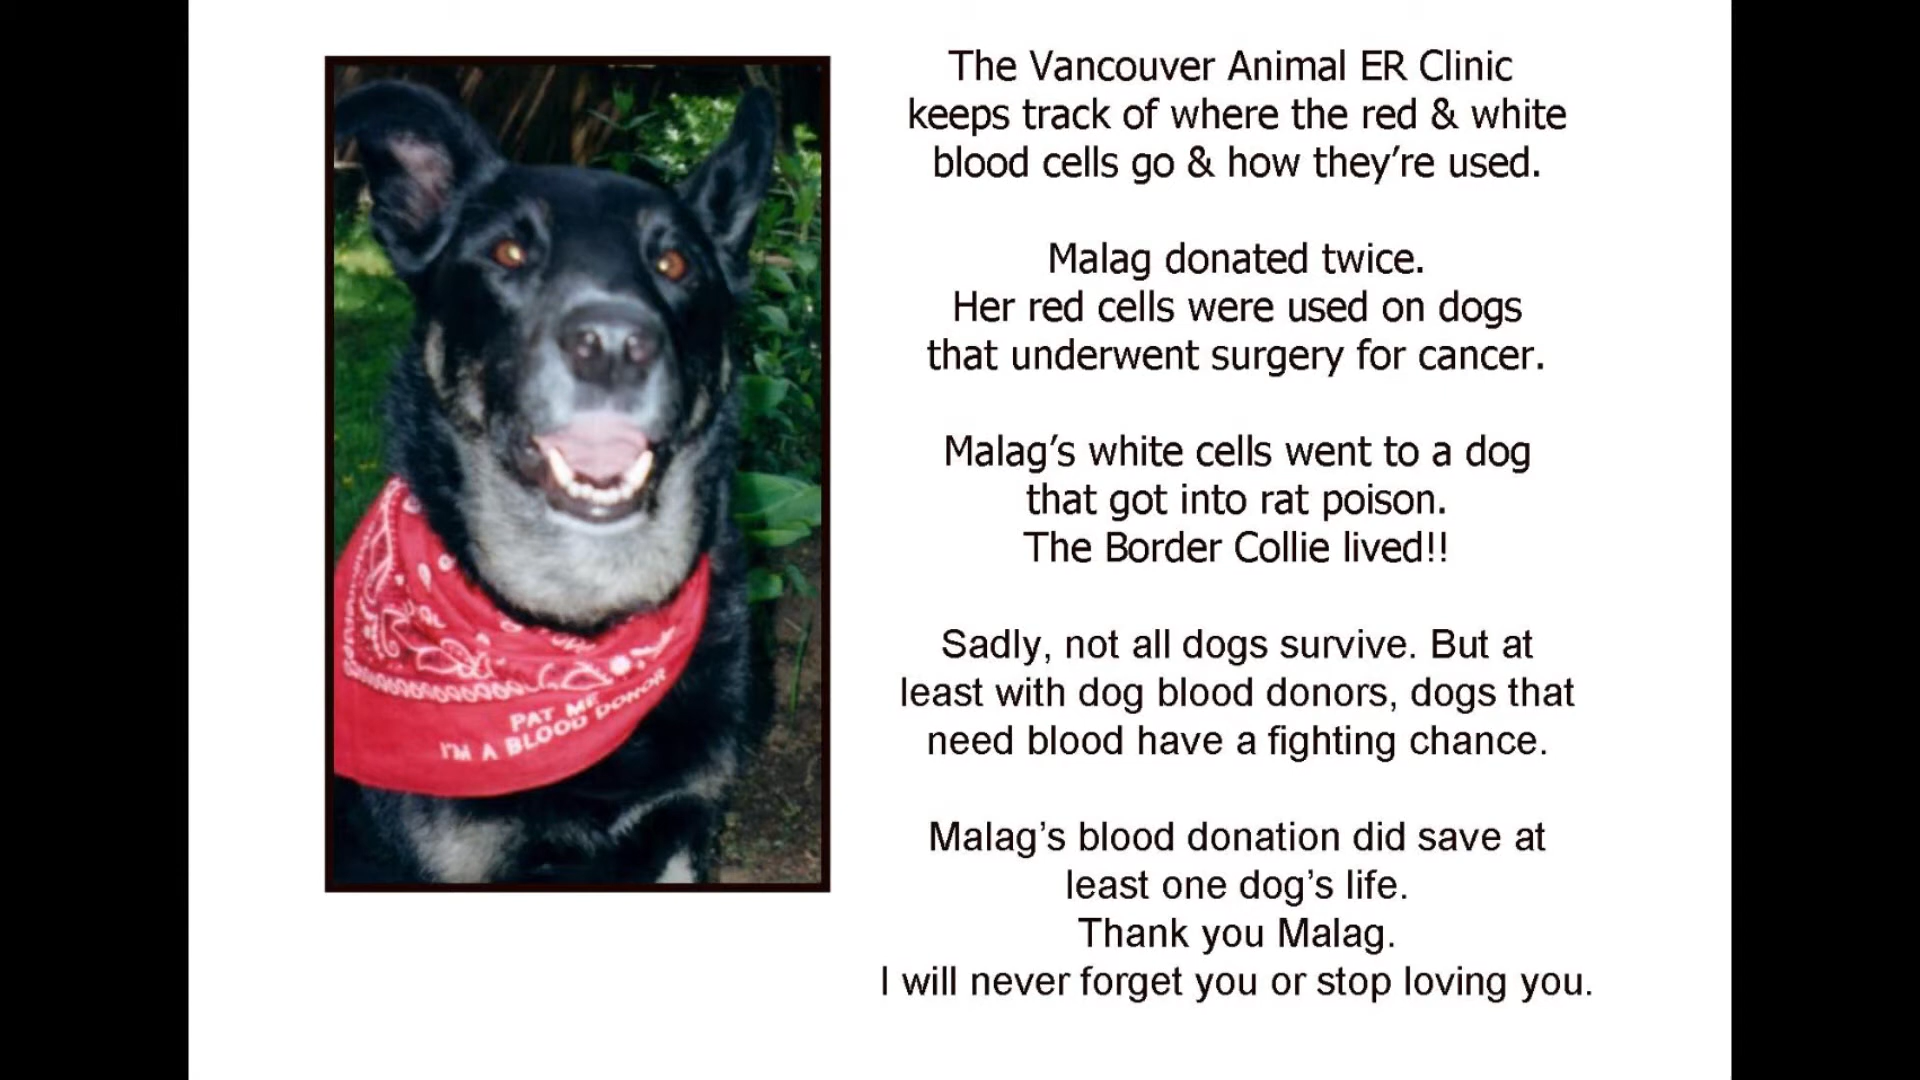 The Vancouver Animal ER Clinic
keeps track of where the red & white
blood cells go & how they're used.
Malag donated twice.
Her red cells were used on dogs
that underwent surgery for cancer.
Malag's white cells went to a dog
that got into rat poison.
The Border Collie lived!!
Sadly, not all dogs survive. But at
least with dog blood donors, dogs that
need blood have a fighting chance.
Malag's blood donation did save at
least one dog's life.
Thank you Malag.
I will never forget you or stop loving you.
PAT ME
I'M A BLOOD DONOR